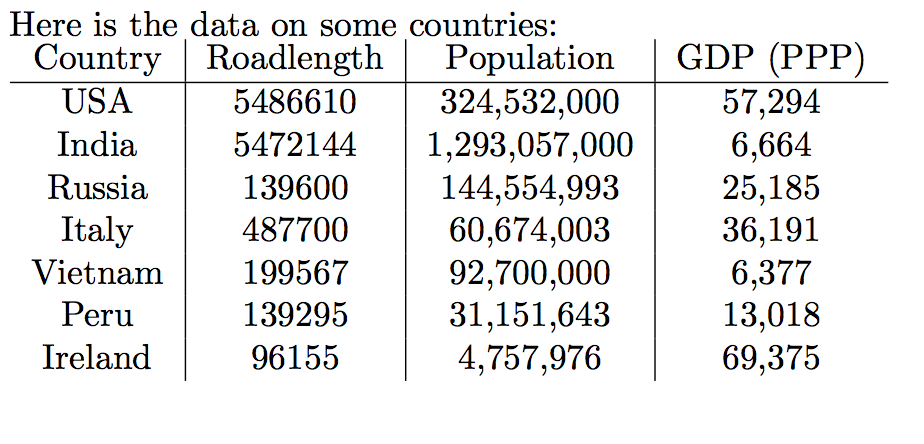 Here is the data on some countries:
Country Roadlength Population GDP (PPP)
USA 5486610 324,532,000 57,294
India 5472144 1,293,057,000 6,664
Russia 139600 144,554,993 25,185
Italy 487700 60,674,003 36,191
Vietnam 199567 92,700,000 6,377
Peru 139295 31,151,643 13,018
Ireland 96155 4,757,976 69,375